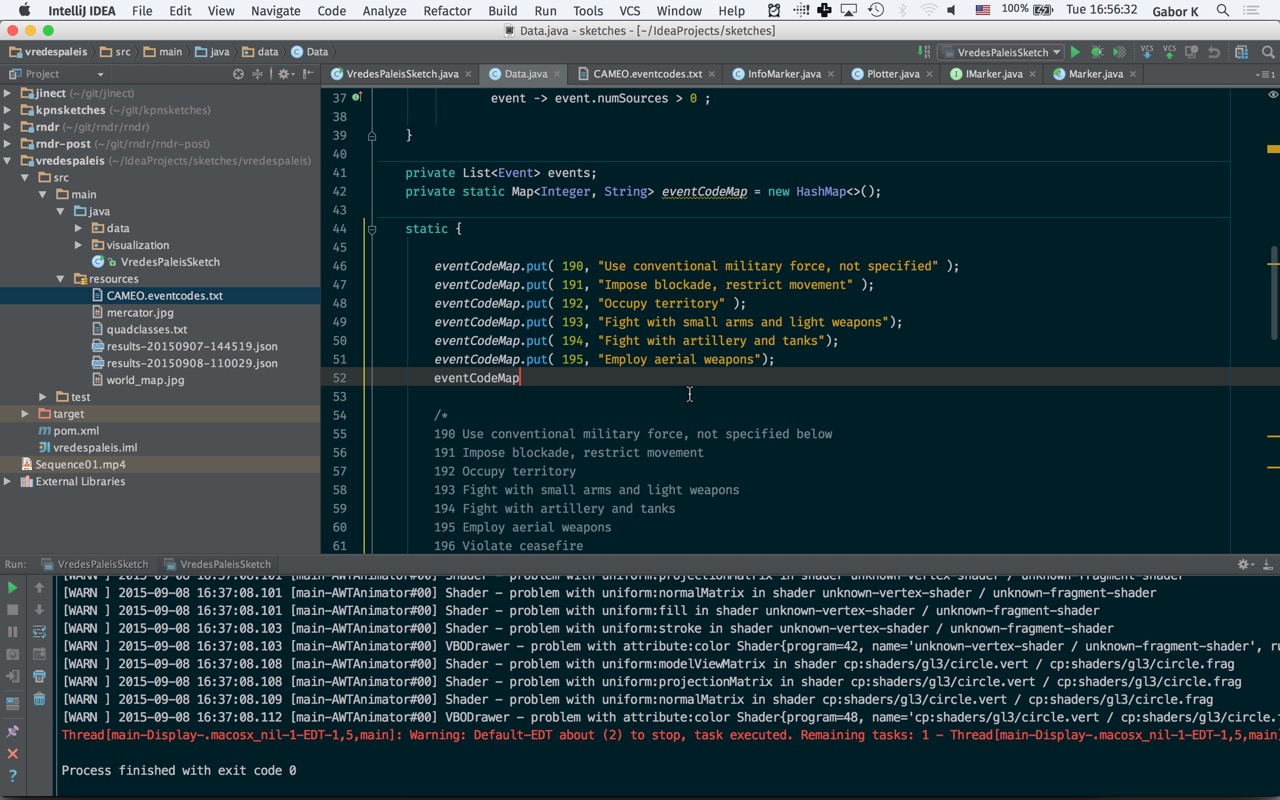 IntelliJ IDEA File Edit View Navigate Code Analyze Refactor Build Run Tools VCS Window Help 100% Tue 16:56:32 Gabor K
Data.java - sketches - [~/IdeaProjects/sketches]
vredespaleis src main java data Data VredesPaleisSketch VCS VCS
Project VredesPaleisSketch.java Data.java CAMEO.eventcodes.txt InfoMarker.java Plotter.java IMarker.java Marker.java
jinect (~/git/jinect)
kpnsketches (~/git/kpnsketches)
rndr (~/git/rndr/rndr)
rndr-post (~/git/rndr/rndr-post)
vredespaleis (~/IdeaProjects/sketches/vredespaleis)
src
main
java
data
visualization
VredesPaleisSketch
resources
CAMEO.eventcodes.txt
mercator.jpg
quadclasses.txt
results-20150907-144519.json
results-20150908-110029.json
world_map.jpg
test
target
pom.xml
vredespaleis.iml
Sequence01.mp4
External Libraries
37 event -> event.numSources > 0 ;
38
39 }
40
41 private List<Event> events;
42 private static Map<Integer, String> eventCodeMap = new HashMap<>();
43
44 static {
45
46 eventCodeMap.put( 190, "Use conventional military force, not specified" );
47 eventCodeMap.put( 191, "Impose blockade, restrict movement" );
48 eventCodeMap.put( 192, "Occupy territory" );
49 eventCodeMap.put( 193, "Fight with small arms and light weapons");
50 eventCodeMap.put( 194, "Fight with artillery and tanks");
51 eventCodeMap.put( 195, "Employ aerial weapons");
52 eventCodeMap
53
54 /*
55 190 Use conventional military force, not specified below
56 191 Impose blockade, restrict movement
57 192 Occupy territory
58 193 Fight with small arms and light weapons
59 194 Fight with artillery and tanks
60 195 Employ aerial weapons
61 196 Violate ceasefire
Run: VredesPaleisSketch VredesPaleisSketch
[WARN ] 2015-09-08 16:37:08.101 [main-AWTAnimator#00] Shader - problem with uniform:projectionMatrix in shader unknown-vertex-shader / unknown-fragment-shader
[WARN ] 2015-09-08 16:37:08.101 [main-AWTAnimator#00] Shader - problem with uniform:normalMatrix in shader unknown-vertex-shader / unknown-fragment-shader
[WARN ] 2015-09-08 16:37:08.101 [main-AWTAnimator#00] Shader - problem with uniform:fill in shader unknown-vertex-shader / unknown-fragment-shader
[WARN ] 2015-09-08 16:37:08.103 [main-AWTAnimator#00] Shader - problem with uniform:stroke in shader unknown-vertex-shader / unknown-fragment-shader
[WARN ] 2015-09-08 16:37:08.103 [main-AWTAnimator#00] VBODrawer - problem with attribute:color Shader{program=42, name='unknown-vertex-shader / unknown-fragment-shader', ru
[WARN ] 2015-09-08 16:37:08.108 [main-AWTAnimator#00] Shader - problem with uniform:modelViewMatrix in shader cp:shaders/gl3/circle.vert / cp:shaders/gl3/circle.frag
[WARN ] 2015-09-08 16:37:08.108 [main-AWTAnimator#00] Shader - problem with uniform:projectionMatrix in shader cp:shaders/gl3/circle.vert / cp:shaders/gl3/circle.frag
[WARN ] 2015-09-08 16:37:08.109 [main-AWTAnimator#00] Shader - problem with uniform:normalMatrix in shader cp:shaders/gl3/circle.vert / cp:shaders/gl3/circle.frag
[WARN ] 2015-09-08 16:37:08.112 [main-AWTAnimator#00] VBODrawer - problem with attribute:color Shader{program=48, name='cp:shaders/gl3/circle.vert / cp:shaders/gl3/circle.
Thread[main-Display-.macosx_nil-1-EDT-1,5,main]: Warning: Default-EDT about (2) to stop, task executed. Remaining tasks: 1 - Thread[main-Display-.macosx_nil-1-EDT-1,5,main]
Process finished with exit code 0